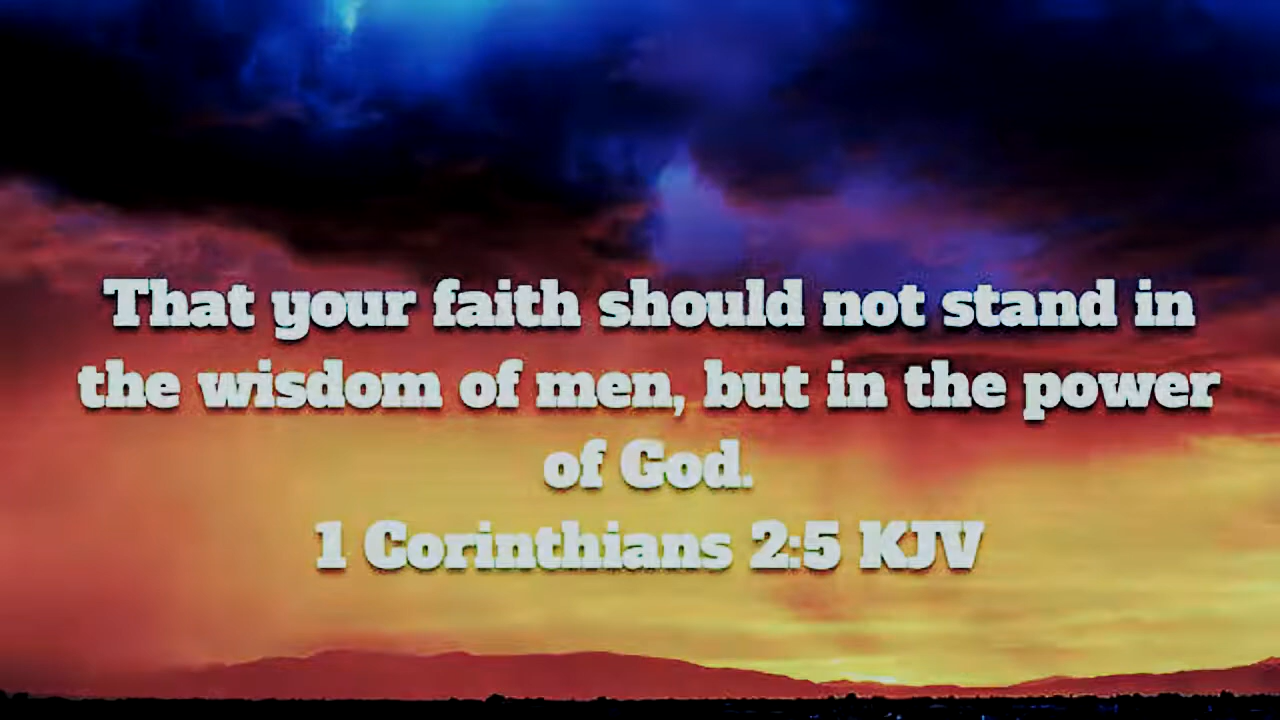 That your faith should not stand in
the wisdom of men, but in the power
of God.
1 Corinthians 2:5 KJV